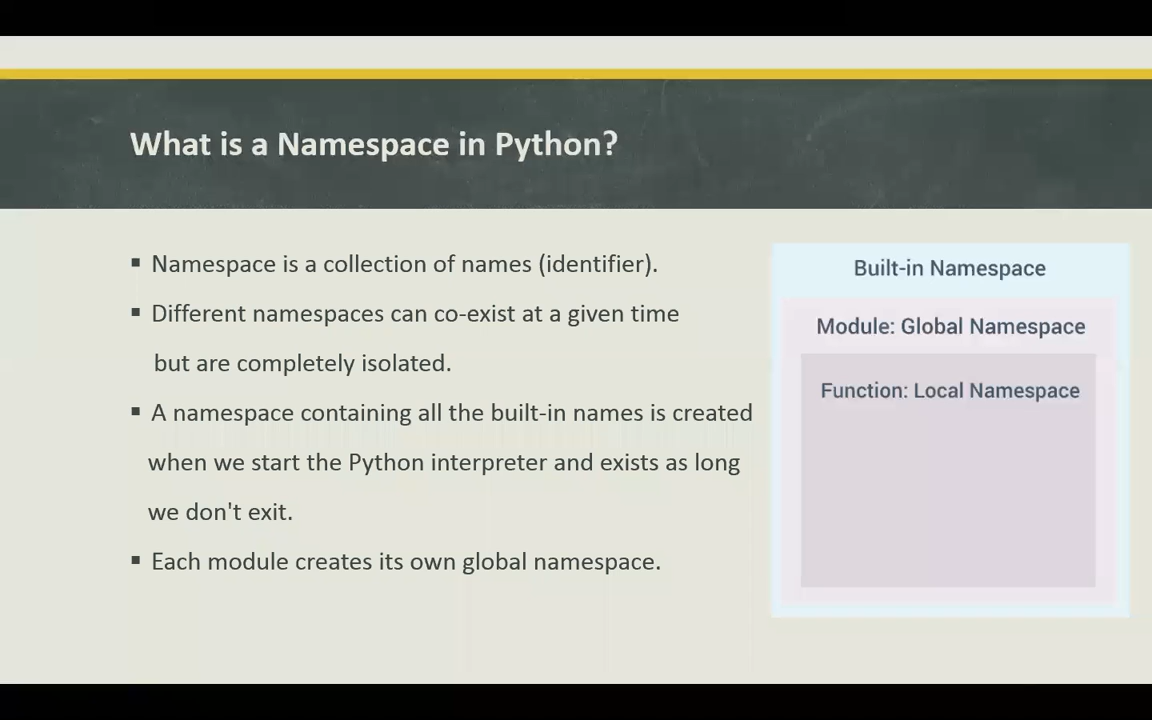 What is a Namespace in Python?
▪ Namespace is a collection of names (identifier).
▪ Different namespaces can co-exist at a given time
but are completely isolated.
▪ A namespace containing all the built-in names is created
when we start the Python interpreter and exists as long
we don't exit.
▪ Each module creates its own global namespace.
Built-in Namespace
Module: Global Namespace
Function: Local Namespace